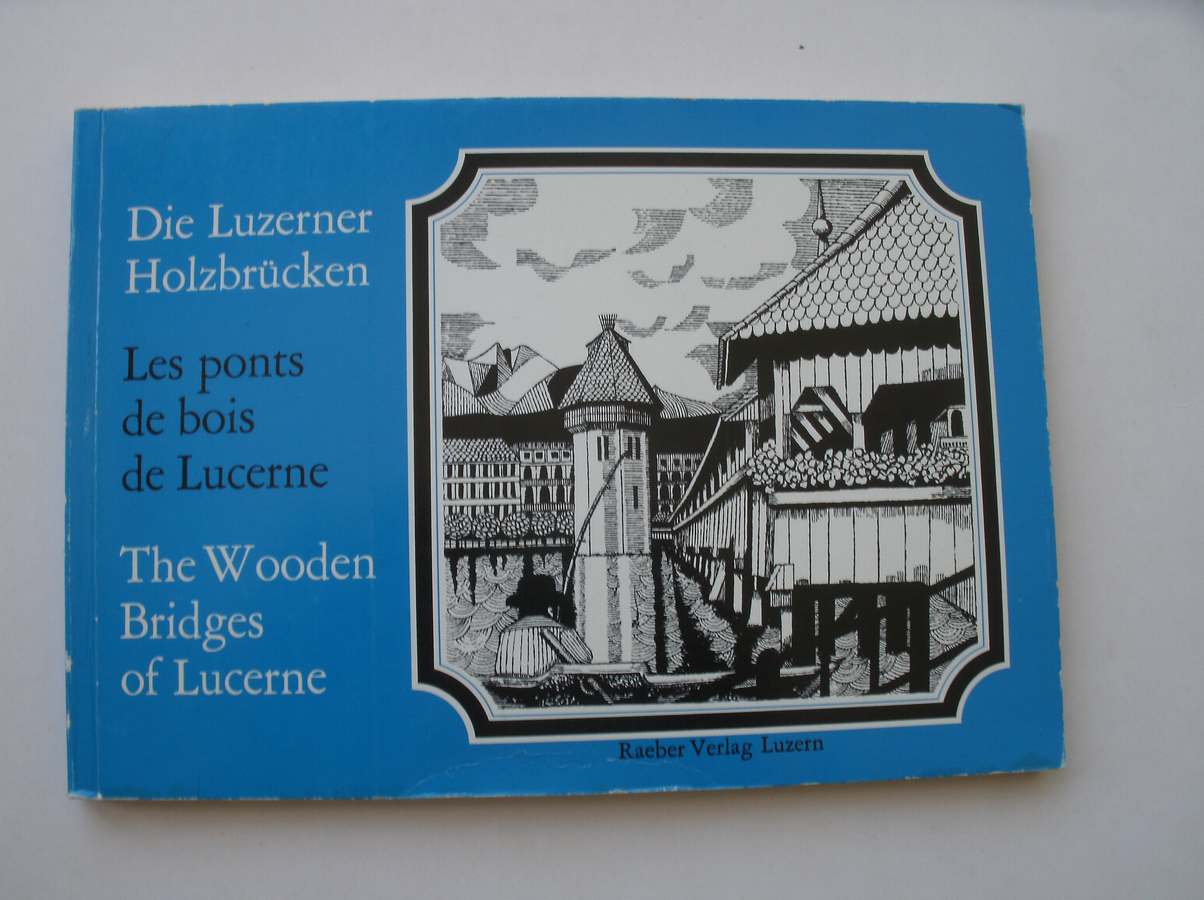 Die Luzerner
Holzbrücken
Les ponts
de bois
de Lucerne
The Wooden
Bridges
of Lucerne
Raeber Verlag Luzern